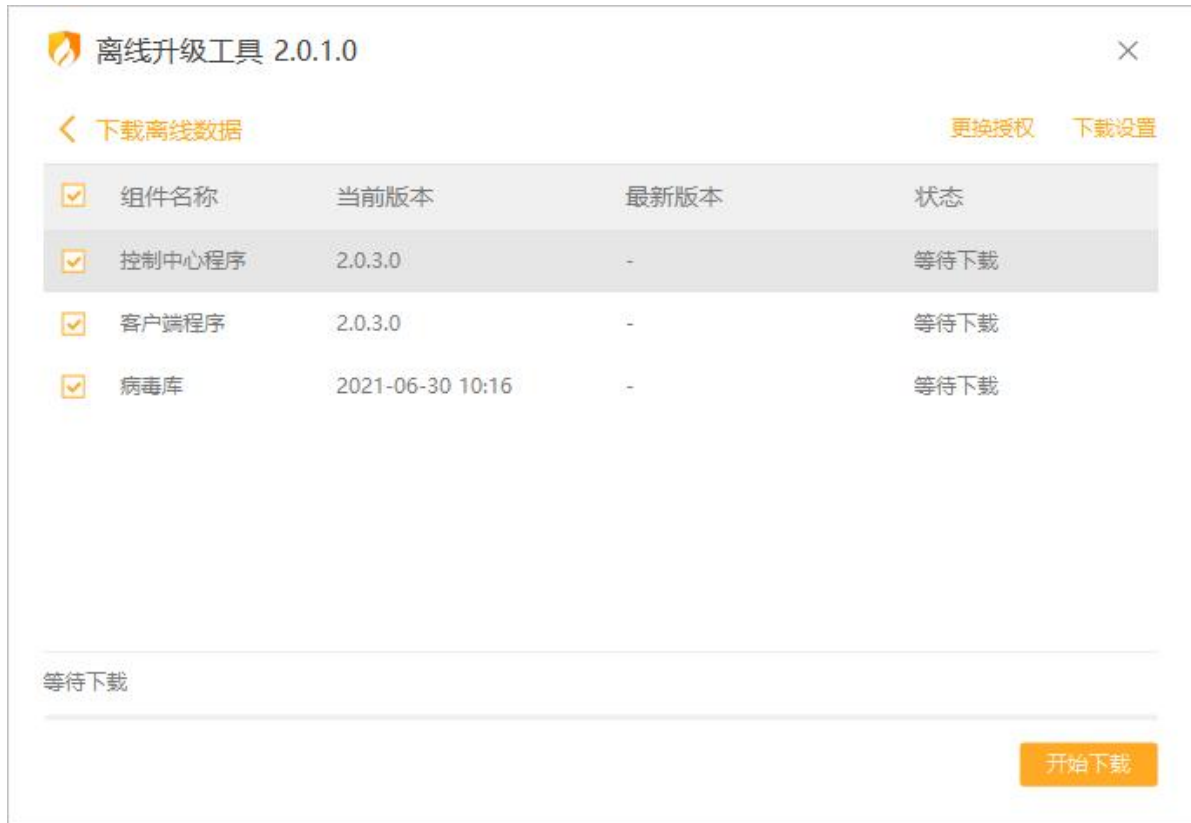 离线升级工具 2.0.1.0
下载离线数据 更换授权 下载设置
组件名称 当前版本 最新版本 状态
控制中心程序 2.0.3.0 - 等待下载
客户端程序 2.0.3.0 - 等待下载
病毒库 2021-06-30 10:16 - 等待下载
等待下载
开始下载